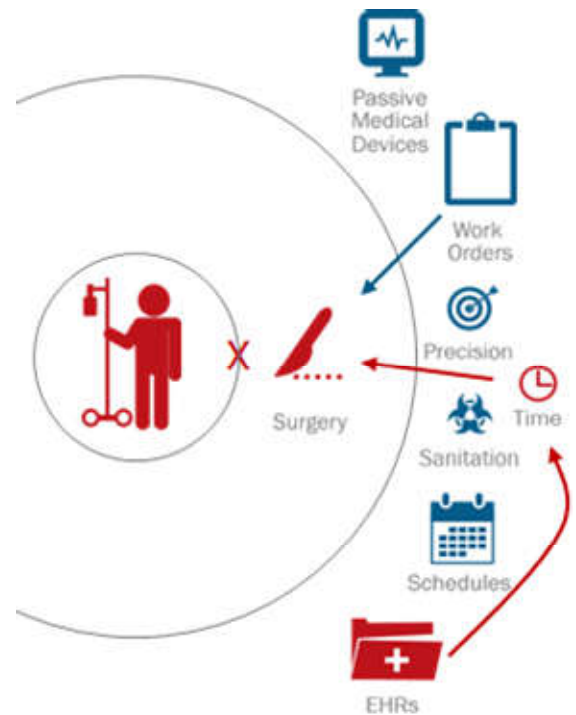 Passive
Medical
Devices
Work
Orders
Precision
X
Surgery
Time
Sanitation
Schedules
EHRs